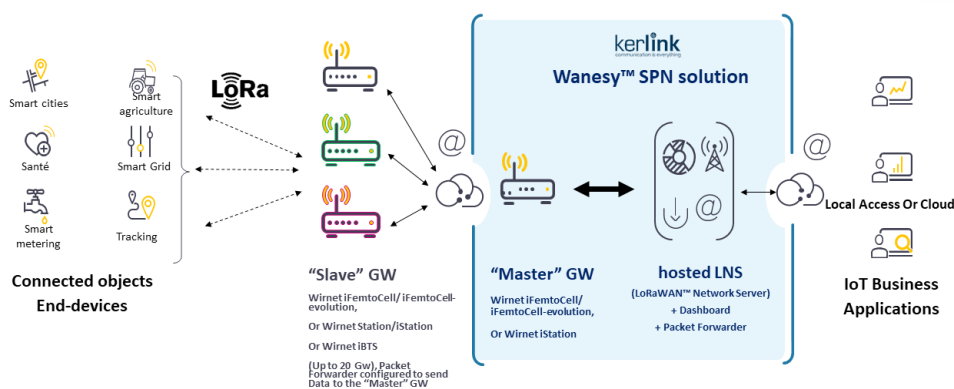 kerlink
communication is everything
Wanesy™ SPN solution
LoRa
Smart cities
Smart
agriculture
Santé
Smart Grid
Smart
metering
Tracking
Connected objects
End-devices
@
“Slave” GW
Wirnet iFemtoCell/ iFemtoCell-
evolution,
Or Wirnet Station/iStation
Or Wirnet iBTS
(Up to 20 Gw), Packet
Forwarder configured to send
Data to the “Master” GW
“Master” GW
Wirnet iFemtoCell/
iFemtoCell-evolution,
Or Wirnet iStation
@
hosted LNS
(LoRaWAN™ Network Server)
+ Dashboard
+ Packet Forwarder
@
Local Access Or Cloud
IoT Business
Applications